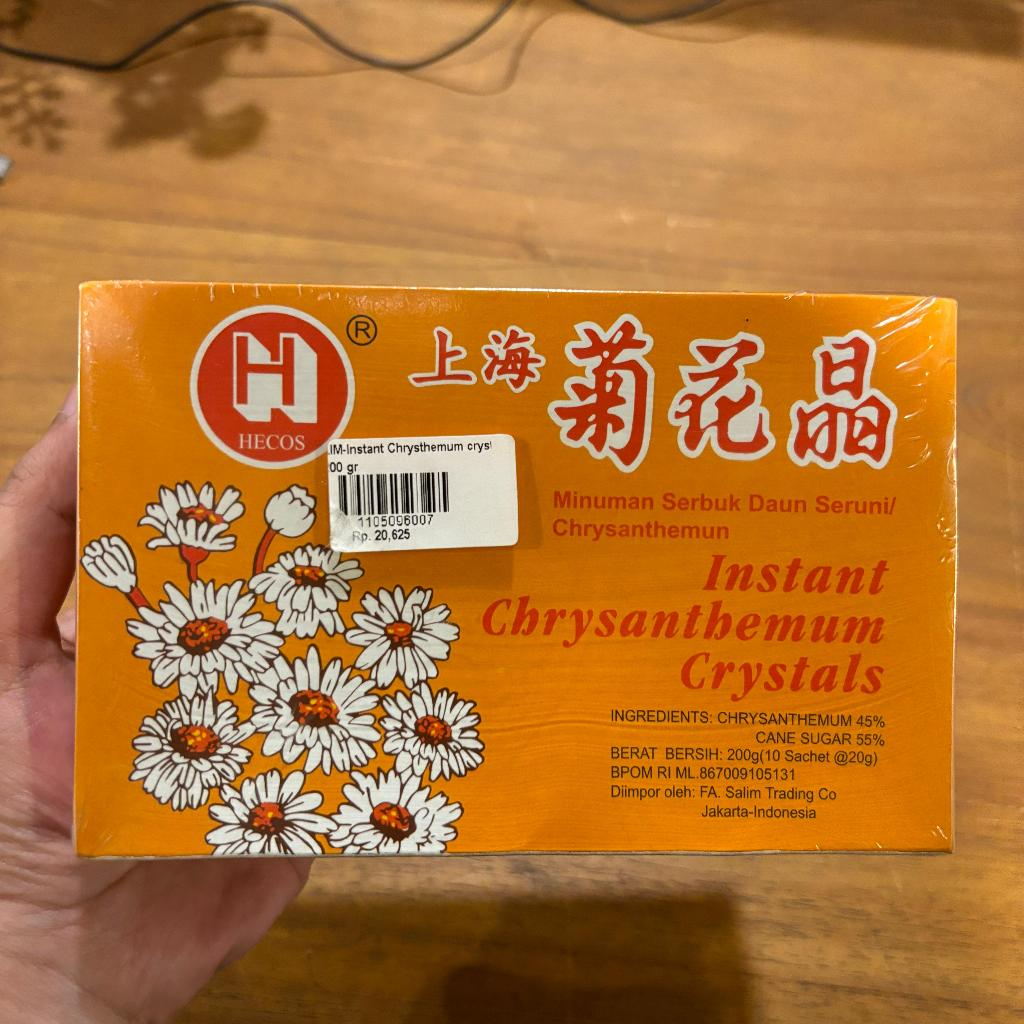 H
HECOS
®
上海 菊花晶
.IM-Instant Chrysthemum cryst
00 gr
1105096007
Rp. 20,625
Minuman Serbuk Daun Seruni/
Chrysanthemun
Instant
Chrysanthemum
Crystals
INGREDIENTS: CHRYSANTHEMUM 45%
CANE SUGAR 55%
BERAT BERSIH: 200g(10 Sachet @20g)
BPOM RI ML.867009105131
Diimpor oleh: FA. Salim Trading Co
Jakarta-Indonesia